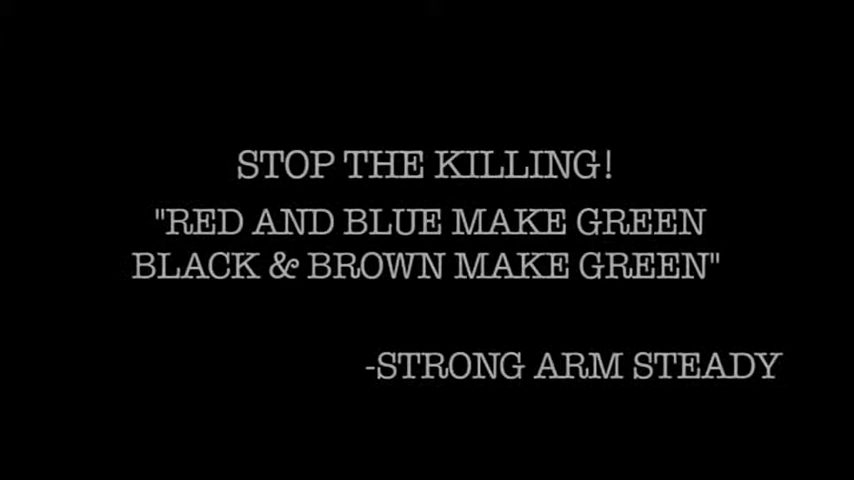 STOP THE KILLING!
"RED AND BLUE MAKE GREEN
BLACK & BROWN MAKE GREEN"
-STRONG ARM STEADY